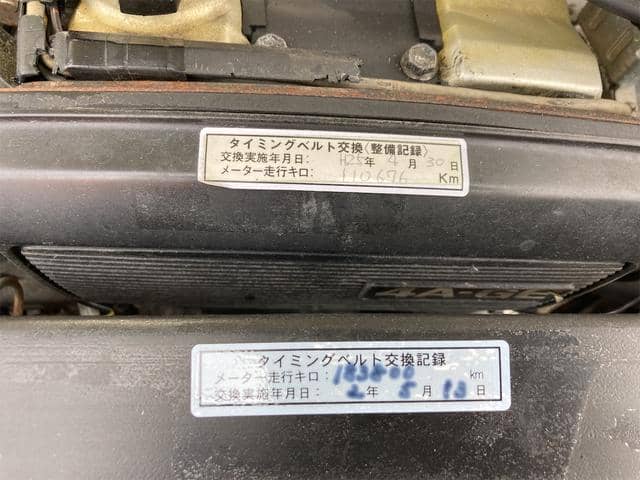 タイミングベルト交換〈整備記録〉
交換実施年月日: H25年 4月 30日
メーター走行キロ: 110676 Km
4A-GE
タイミングベルト交換記録
メーター走行キロ: km
交換実施年月日: 2年 5月 13日